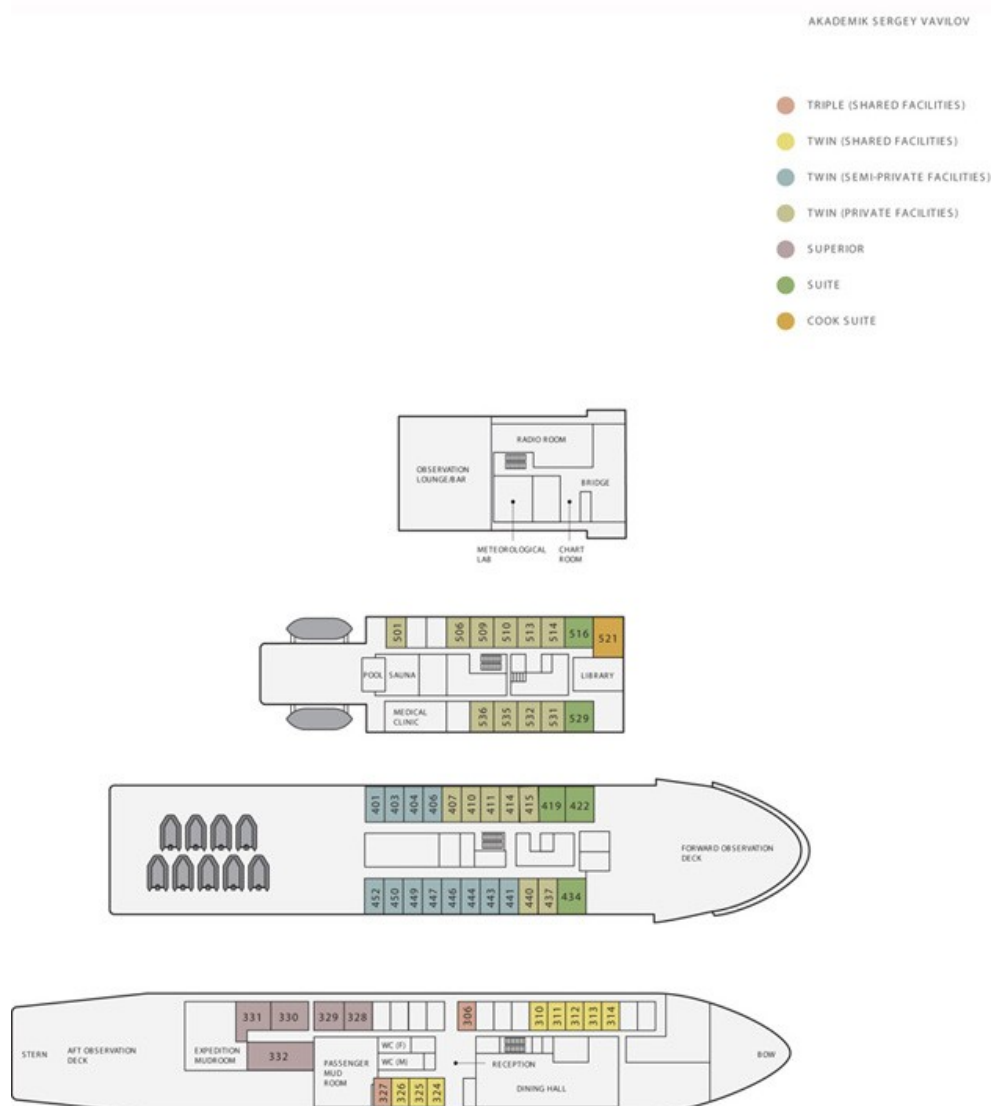 AKADEMIK SERGEY VAVILOV
TRIPLE (SHARED FACILITIES)
TWIN (SHARED FACILITIES)
TWIN (SEMI-PRIVATE FACILITIES)
TWIN (PRIVATE FACILITIES)
SUPERIOR
SUITE
COOK SUITE
RADIO ROOM
OBSERVATION
LOUNGE/BAR
BRIDGE
METEOROLOGICAL
LAB
CHART
ROOM
501 506 509 510 513 514 516 521
POOL SAUNA LIBRARY
MEDICAL
CLINIC
536 535 532 531 529
401 403 404 406 407 410 411 414 415 419 422
FORWARD OBSERVATION
DECK
452 450 449 447 446 444 443 441 440 437 434
331 330 329 328 306 310 311 312 313 314
STERN
AFT OBSERVATION
DECK
EXPEDITION
MUDROOM
332
PASSENGER
MUD
ROOM
WC (F)
WC (M)
RECEPTION
DINING HALL
BOW
327 326 325 324